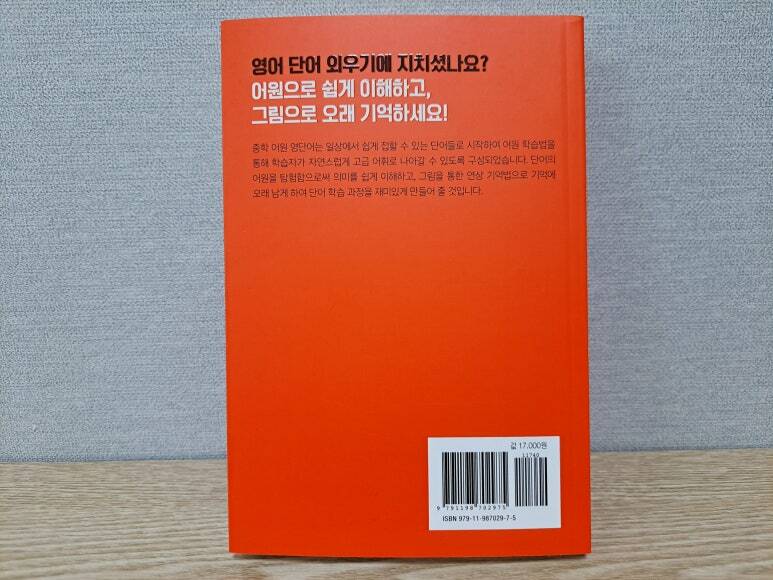 영어 단어 외우기에 지치셨나요?
어원으로 쉽게 이해하고,
그림으로 오래 기억하세요!
중학 어원 영단어는 일상에서 쉽게 접할 수 있는 단어들로 시작하여 어원 학습법을
통해 학습자가 자연스럽게 고급 어휘로 나아갈 수 있도록 구성되었습니다. 단어의
어원을 탐험함으로써 의미를 쉽게 이해하고, 그림을 통한 연상 기억법으로 기억에
오래 남게 하여 단어 학습 과정을 재미있게 만들어 줄 것입니다.
값 17,000원
11740
9 791198 702975
ISBN 979-11-987029-7-5